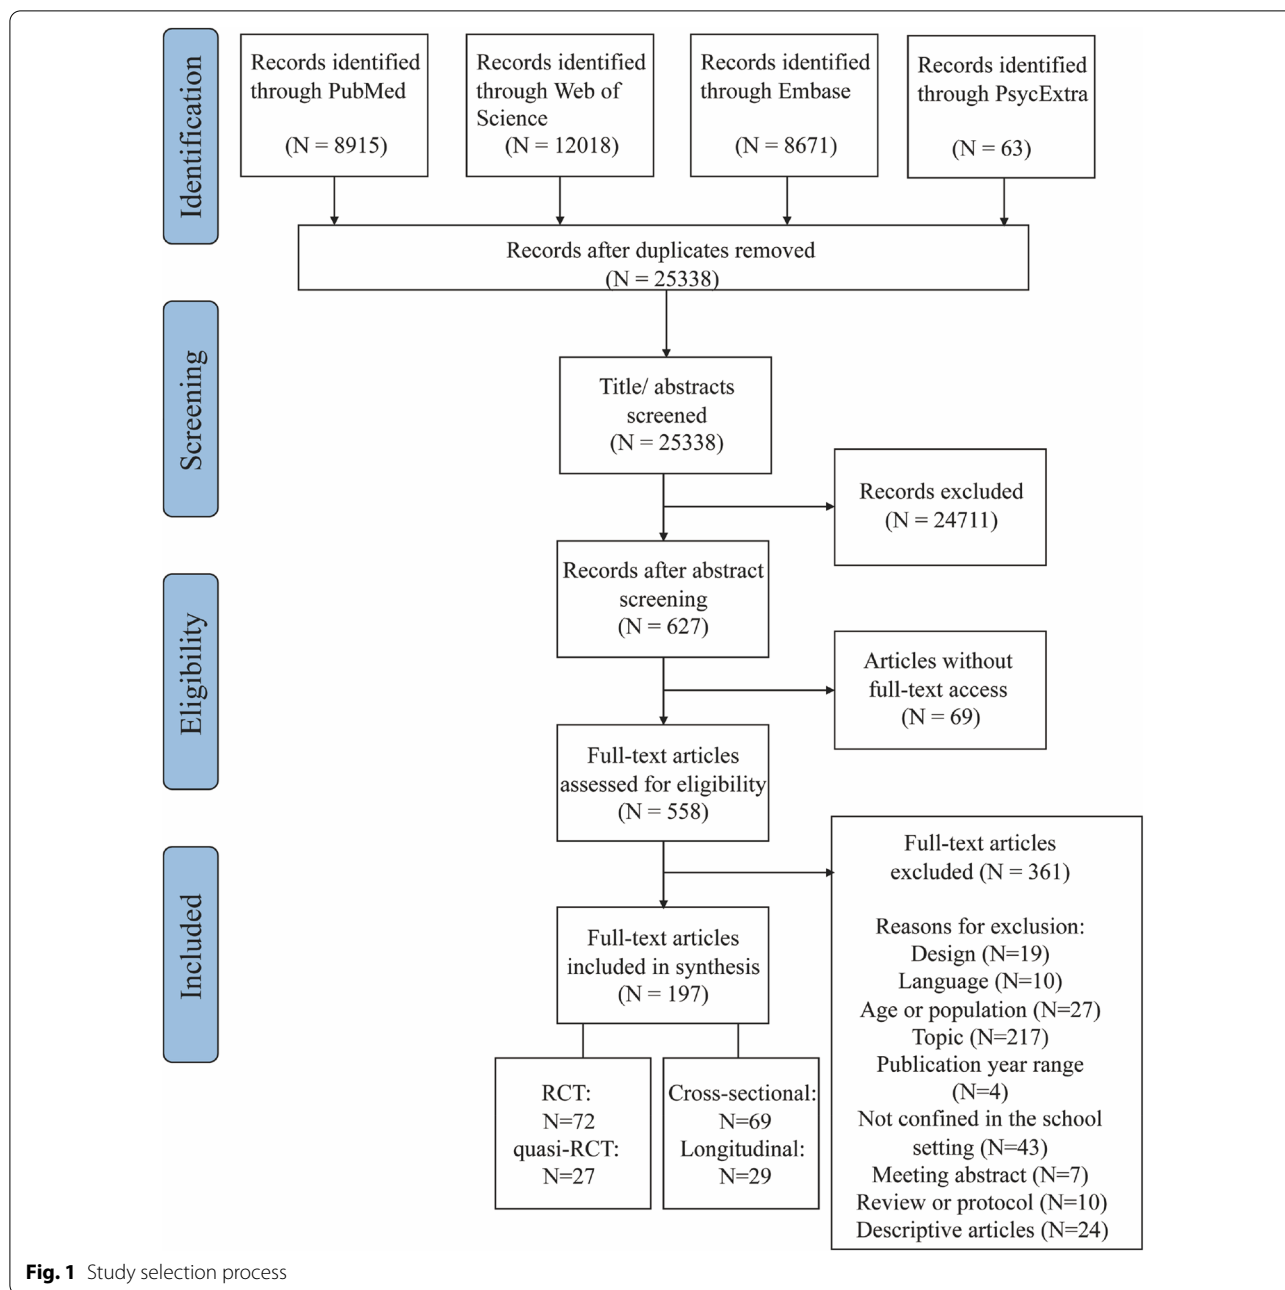 Identification
Records identified
through PubMed
(N = 8915)
Records identified
through Web of
Science
(N = 12018)
Records identified
through Embase
(N = 8671)
Records identified
through PsycExtra
(N = 63)
Records after duplicates removed
(N = 25338)
Screening
Title/ abstracts
screened
(N = 25338)
Records excluded
(N = 24711)
Eligibility
Records after abstract
screening
(N = 627)
Articles without
full-text access
(N = 69)
Full-text articles
assessed for eligibility
(N = 558)
Full-text articles
excluded (N = 361)
Reasons for exclusion:
Design (N=19)
Language (N=10)
Age or population (N=27)
Topic (N=217)
Publication year range
(N=4)
Not confined in the school
setting (N=43)
Meeting abstract (N=7)
Review or protocol (N=10)
Descriptive articles (N=24)
Included
Full-text articles
included in synthesis
(N = 197)
RCT:
N=72
quasi-RCT:
N=27
Cross-sectional:
N=69
Longitudinal:
N=29
Fig. 1 Study selection process